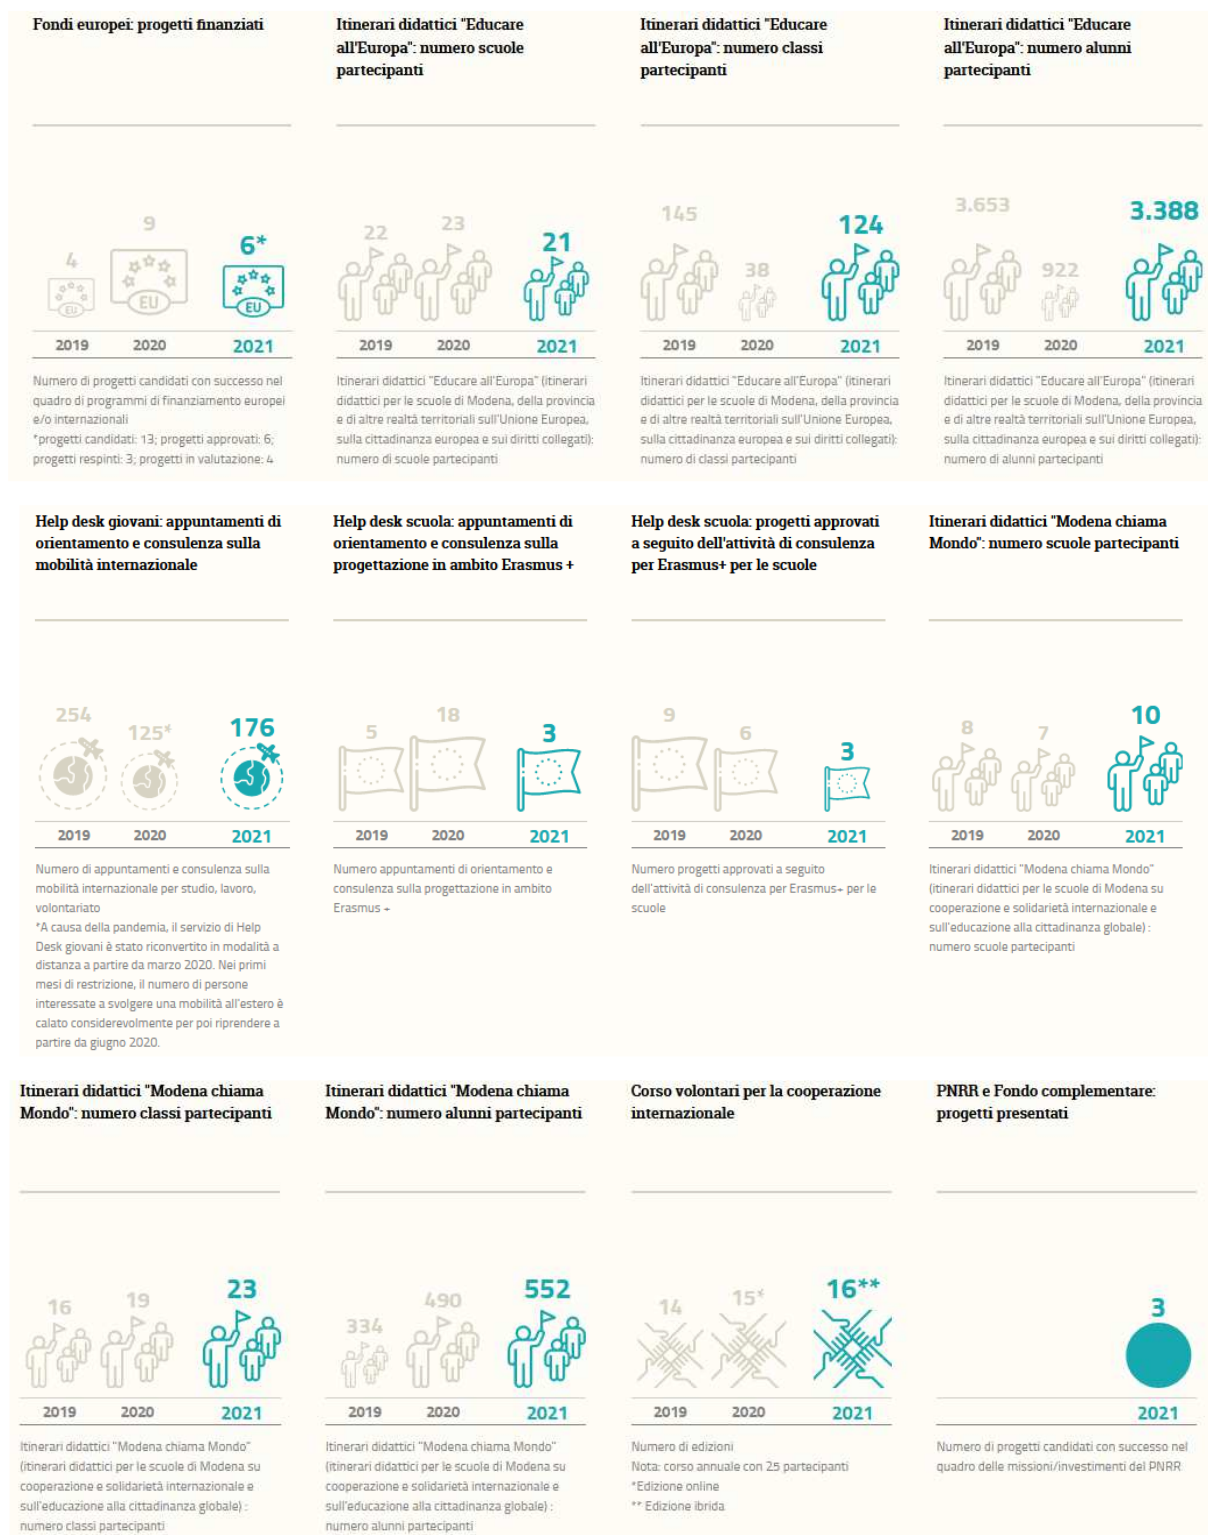 Fondi europei: progetti finanziati
4
9
6*
EU
EU
EU
2019
2020
2021
Numero di progetti candidati con successo nel
quadro di programmi di finanziamento europei
e/o internazionali
*progetti candidati: 13; progetti approvati: 6;
progetti respinti: 3; progetti in valutazione: 4
Itinerari didattici "Educare
all'Europa": numero scuole
partecipanti
22
23
21
2019
2020
2021
Itinerari didattici "Educare all'Europa" (itinerari
didattici per le scuole di Modena, della provincia
e di altre realtà territoriali sull'Unione Europea,
sulla cittadinanza europea e sui diritti collegati):
numero di scuole partecipanti
Itinerari didattici "Educare
all'Europa": numero classi
partecipanti
145
38
124
2019
2020
2021
Itinerari didattici "Educare all'Europa" (itinerari
didattici per le scuole di Modena, della provincia
e di altre realtà territoriali sull'Unione Europea,
sulla cittadinanza europea e sui diritti collegati):
numero di classi partecipanti
Itinerari didattici "Educare
all'Europa": numero alunni
partecipanti
3.653
922
3.388
2019
2020
2021
Itinerari didattici "Educare all'Europa" (itinerari
didattici per le scuole di Modena, della provincia
e di altre realtà territoriali sull'Unione Europea,
sulla cittadinanza europea e sui diritti collegati):
numero di alunni partecipanti
Help desk giovani: appuntamenti di
orientamento e consulenza sulla
mobilità internazionale
254
125*
176
2019
2020
2021
Numero di appuntamenti e consulenza sulla
mobilità internazionale per studio, lavoro,
volontariato
*A causa della pandemia, il servizio di Help
Desk giovani è stato riconvertito in modalità a
distanza a partire da marzo 2020. Nei primi
mesi di restrizione, il numero di persone
interessate a svolgere una mobilità all'estero è
calato considerevolmente per poi riprendere a
partire da giugno 2020.
Help desk scuola: appuntamenti di
orientamento e consulenza sulla
progettazione in ambito Erasmus +
5
18
3
2019
2020
2021
Numero appuntamenti di orientamento e
consulenza sulla progettazione in ambito
Erasmus +
Help desk scuola: progetti approvati
a seguito dell'attività di consulenza
per Erasmus+ per le scuole
9
6
3
2019
2020
2021
Numero progetti approvati a seguito
dell'attività di consulenza per Erasmus+ per le
scuole
Itinerari didattici "Modena chiama
Mondo": numero scuole partecipanti
8
7
10
2019
2020
2021
Itinerari didattici "Modena chiama Mondo"
(itinerari didattici per le scuole di Modena su
cooperazione e solidarietà internazionale e
sull'educazione alla cittadinanza globale) :
numero scuole partecipanti
Itinerari didattici "Modena chiama
Mondo": numero classi partecipanti
16
19
23
2019
2020
2021
Itinerari didattici "Modena chiama Mondo"
(itinerari didattici per le scuole di Modena su
cooperazione e solidarietà internazionale e
sull'educazione alla cittadinanza globale) :
numero classi partecipanti
Itinerari didattici "Modena chiama
Mondo": numero alunni partecipanti
334
490
552
2019
2020
2021
Itinerari didattici "Modena chiama Mondo"
(itinerari didattici per le scuole di Modena su
cooperazione e solidarietà internazionale e
sull'educazione alla cittadinanza globale) :
numero alunni partecipanti
Corso volontari per la cooperazione
internazionale
14
15*
16**
2019
2020
2021
Numero di edizioni
Nota: corso annuale con 25 partecipanti
*Edizione online
** Edizione ibrida
PNRR e Fondo complementare:
progetti presentati
3
2021
Numero di progetti candidati con successo nel
quadro delle missioni/investimenti del PNRR